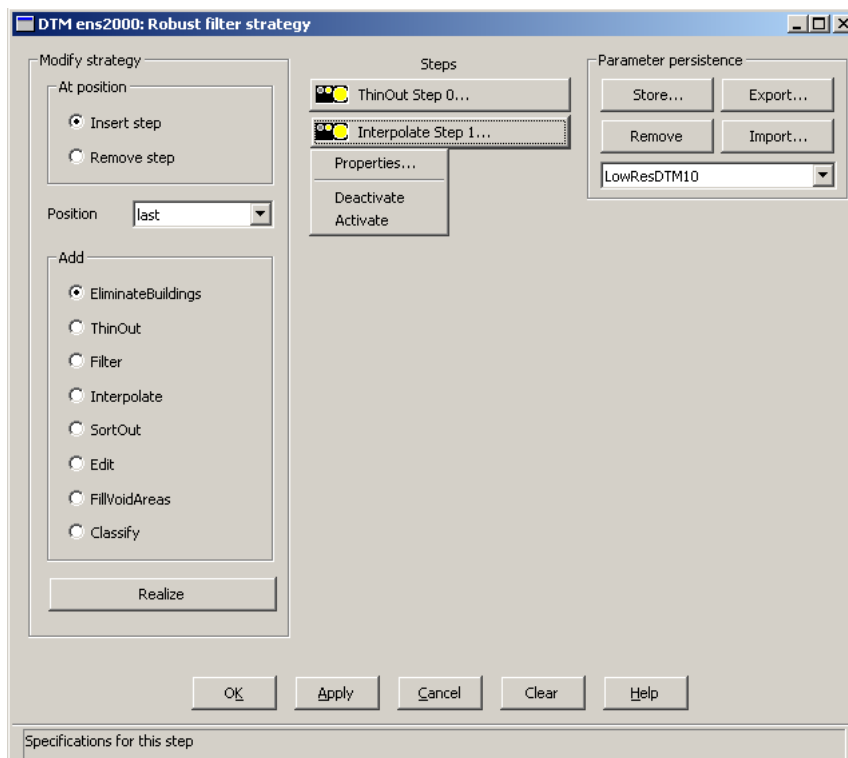 DTM ens2000: Robust filter strategy
Modify strategy
At position
Insert step
Remove step
Position last
Add
EliminateBuildings
ThinOut
Filter
Interpolate
SortOut
Edit
FillVoidAreas
Classify
Realize
Steps
ThinOut Step 0...
Interpolate Step 1...
Properties...
Deactivate
Activate
Parameter persistence
Store... Export...
Remove Import...
LowResDTM10
OK Apply Cancel Clear Help
Specifications for this step